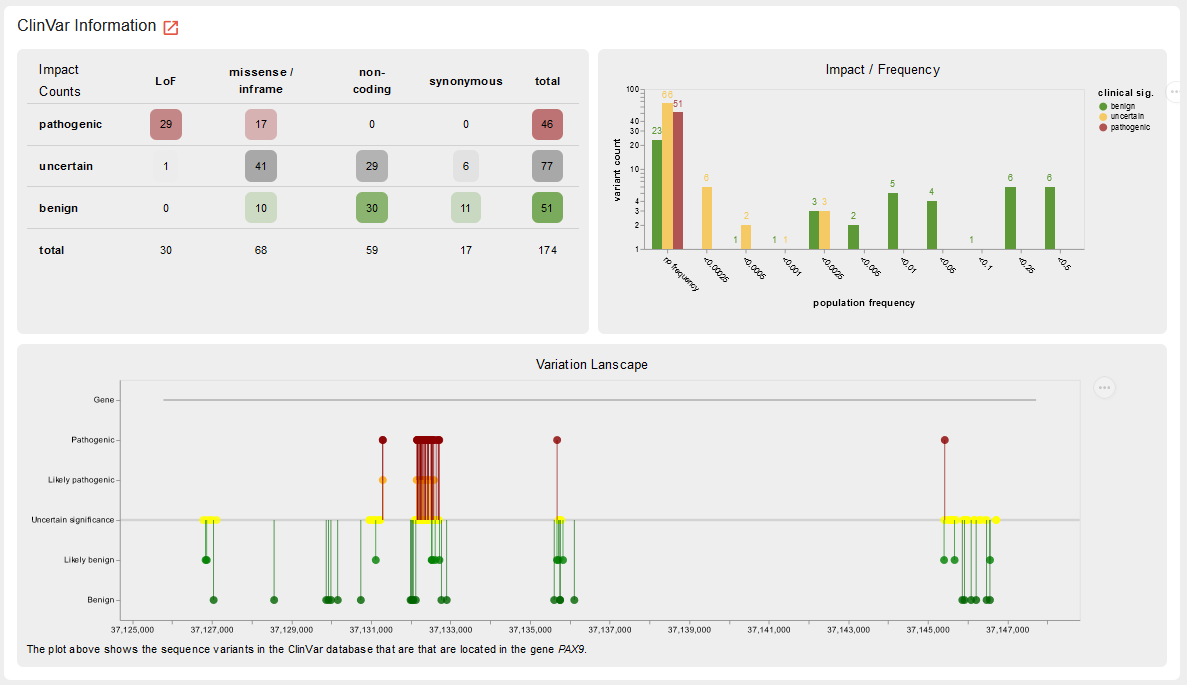 ClinVar Information
Impact Counts LoF missense / inframe non-coding synonymous total
pathogenic 29 17 0 0 46
uncertain 1 41 29 6 77
benign 0 10 30 11 51
total 30 68 59 17 174
Impact / Frequency
clinical sig.
benign
uncertain
pathogenic
variant count
100
40
30
20
10
4
3
2
1
23 66 51 6 1 2 1 1 3 3 2 5 4 1 6 6
no frequency <0.00025 <0.0005 <0.001 <0.0025 <0.005 <0.01 <0.05 <0.1 <0.25 <0.5
population frequency
Variation Lanscape
Gene
Pathogenic
Likely pathogenic
Uncertain significance
Likely benign
Benign
37,125,000 37,127,000 37,129,000 37,131,000 37,133,000 37,135,000 37,137,000 37,139,000 37,141,000 37,143,000 37,145,000 37,147,000
The plot above shows the sequence variants in the ClinVar database that are that are located in the gene PAX9.